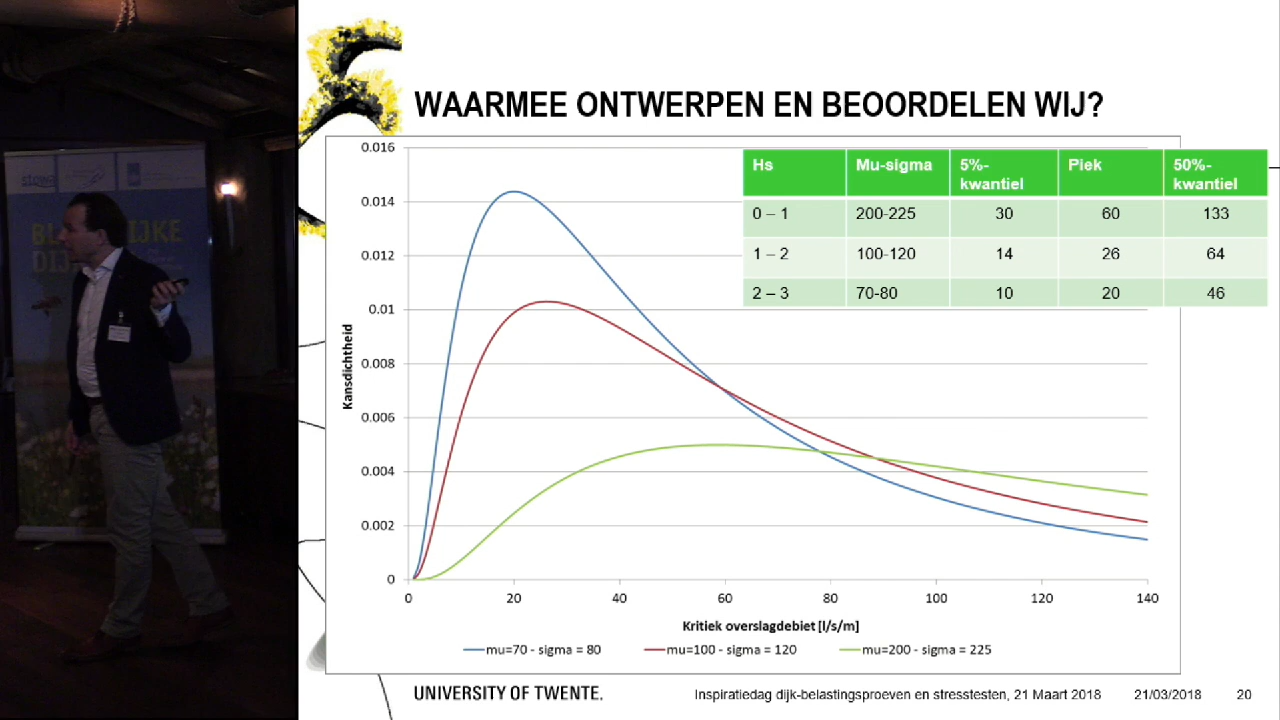 WAARMEE ONTWERPEN EN BEOORDELEN WIJ?
Hs Mu-sigma 5%-kwantiel Piek 50%-kwantiel
0 – 1 200-225 30 60 133
1 – 2 100-120 14 26 64
2 – 3 70-80 10 20 46
0.016
0.014
0.012
0.01
0.008
0.006
0.004
0.002
0
Kansdichtheid
0 20 40 60 80 100 120 140
Kritiek overslagdebiet [l/s/m]
mu=70 - sigma = 80 mu=100 - sigma = 120 mu=200 - sigma = 225
UNIVERSITY OF TWENTE.
Inspiratiedag dijk-belastingsproeven en stresstesten, 21 Maart 2018 21/03/2018 20
stowa